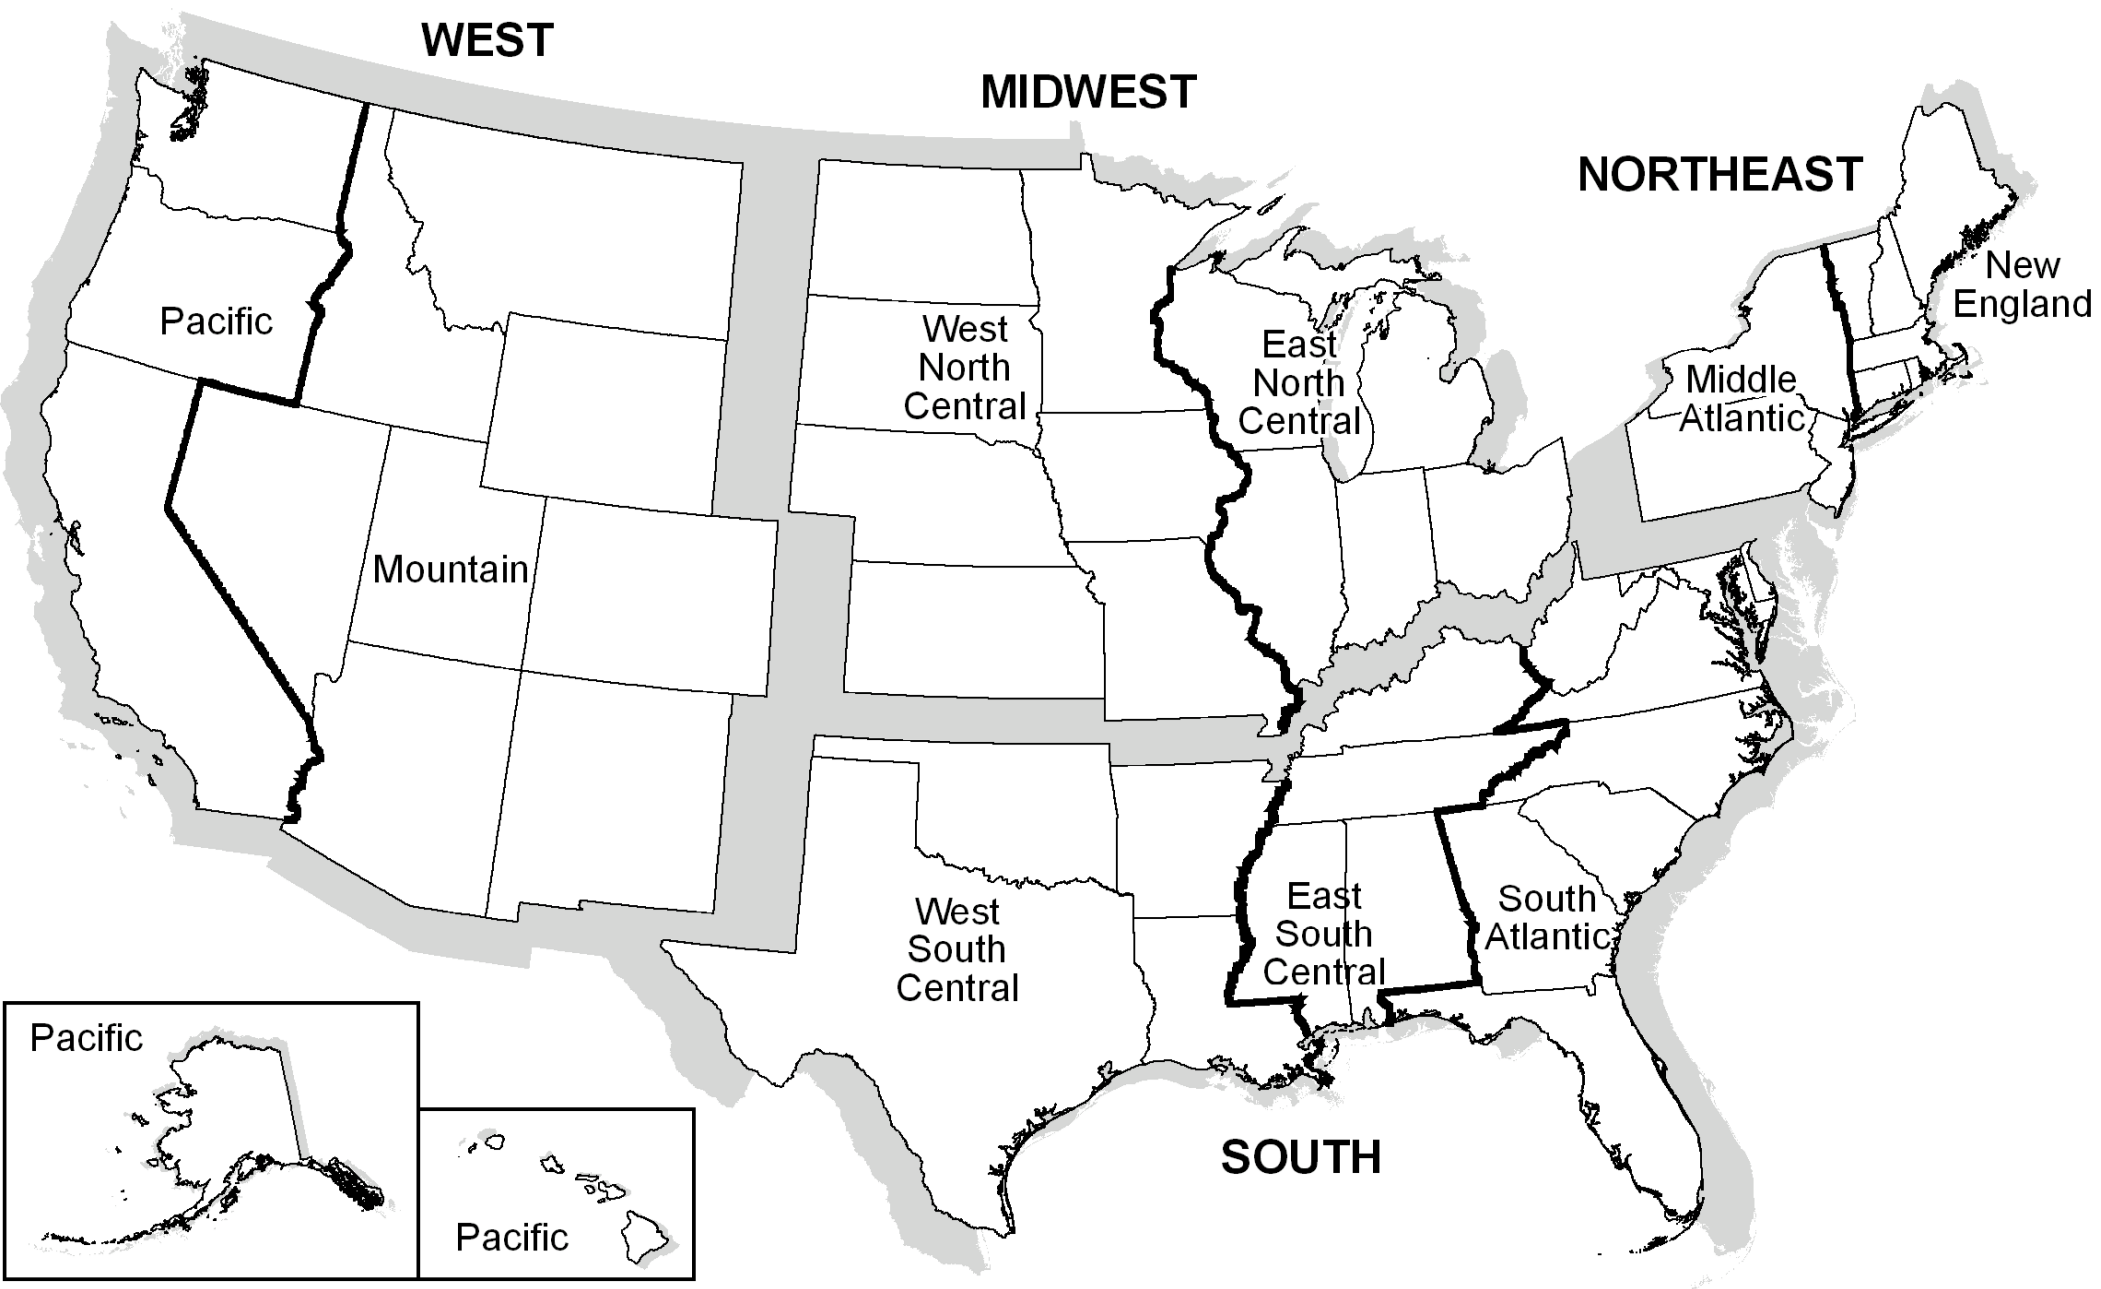 WEST
MIDWEST
NORTHEAST
New
England
Pacific
West
North
Central
East
North
Central
Middle
Atlantic
Mountain
West
South
Central
East
South
Central
South
Atlantic
Pacific
Pacific
SOUTH